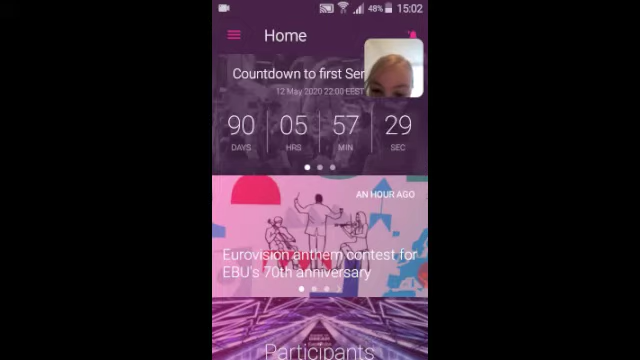 48% 15:02
Home
Countdown to first
12 May 2020 22:00 EEST
90 05 57 29
DAYS HRS MIN SEC
AN HOUR AGO
Eurovision anthem contest for
EBU's 70th anniversary
Participants